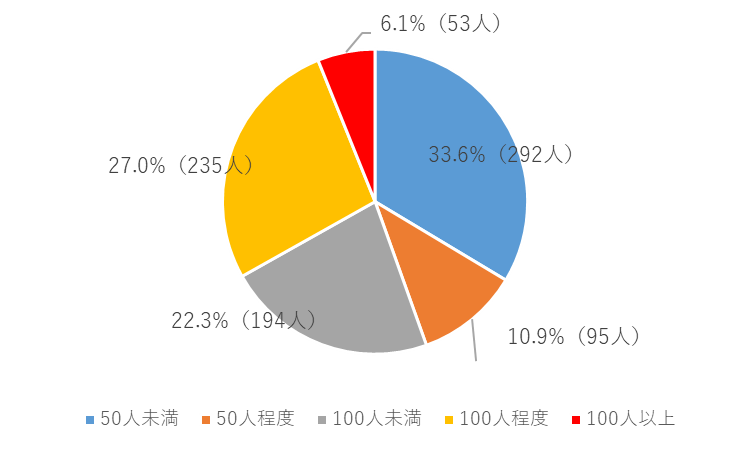 6.1%（53人）
33.6%（292人）
27.0%（235人）
22.3%（194人）
10.9%（95人）
50人未満 50人程度 100人未満 100人程度 100人以上